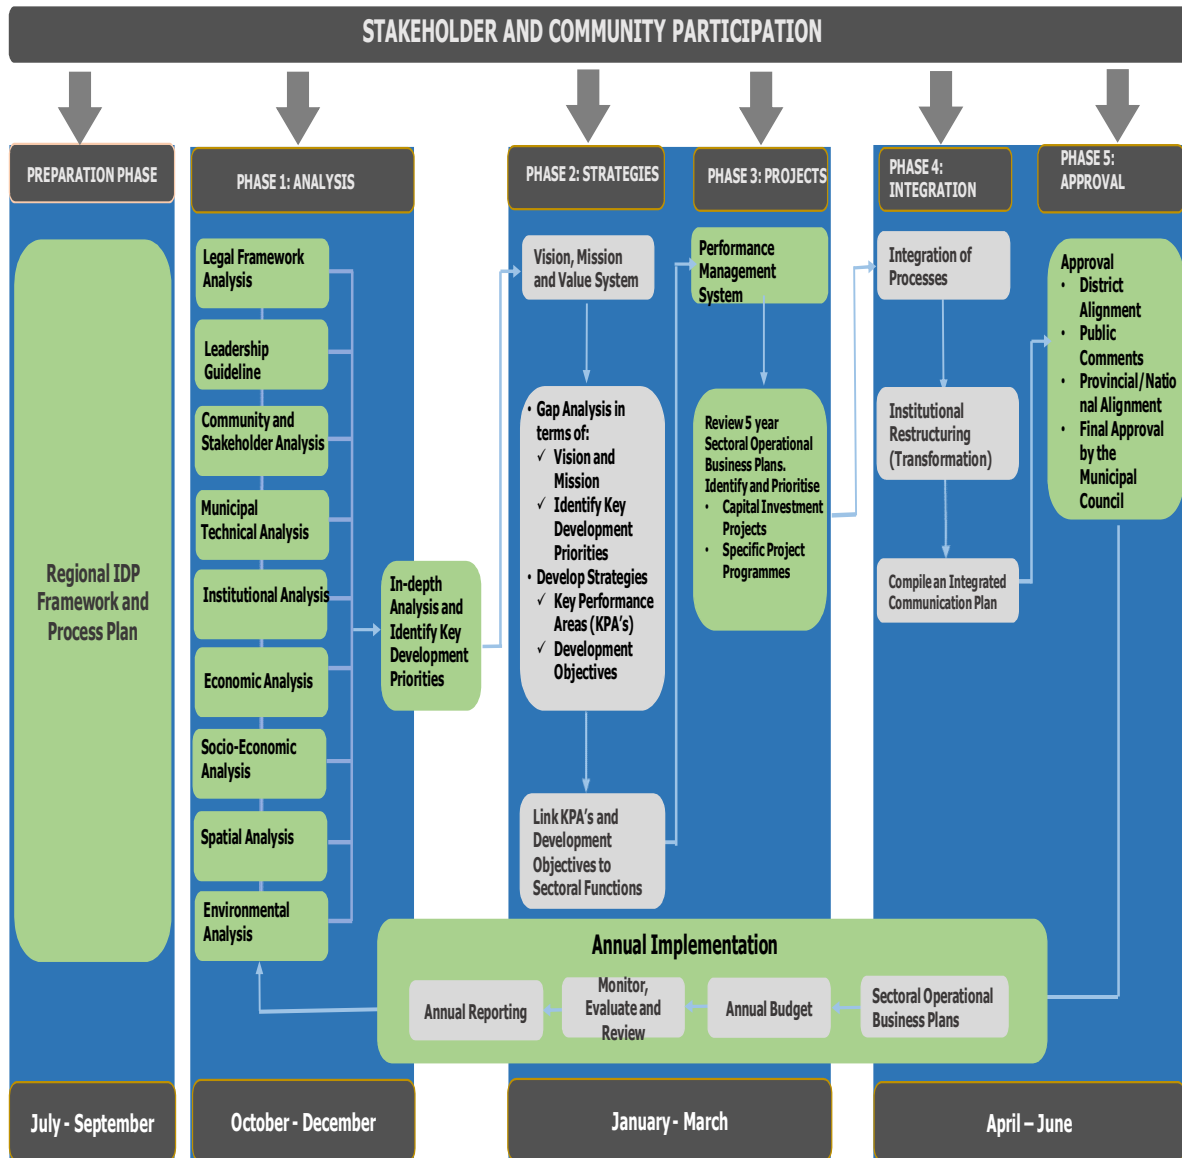 STAKEHOLDER AND COMMUNITY PARTICIPATION
PREPARATION PHASE
Regional IDP
Framework and
Process Plan
July - September
PHASE 1: ANALYSIS
Legal Framework
Analysis
Leadership
Guideline
Community and
Stakeholder Analysis
Municipal
Technical Analysis
Institutional Analysis
Economic Analysis
Socio-Economic
Analysis
Spatial Analysis
Environmental
Analysis
In-depth
Analysis and
Identify Key
Development
Priorities
October - December
PHASE 2: STRATEGIES
Vision, Mission
and Value System
• Gap Analysis in
terms of:
✓ Vision and
Mission
✓ Identify Key
Development
Priorities
• Develop Strategies
✓ Key Performance
Areas (KPA's)
✓ Development
Objectives
Link KPA's and
Development
Objectives to
Sectoral Functions
PHASE 3: PROJECTS
Performance
Management
System
Review 5 year
Sectoral Operational
Business Plans.
Identify and Prioritise
• Capital Investment
Projects
• Specific Project
Programmes
January - March
PHASE 4:
INTEGRATION
Integration of
Processes
Institutional
Restructuring
(Transformation)
Compile an Integrated
Communication Plan
PHASE 5:
APPROVAL
Approval
• District
Alignment
• Public
Comments
• Provincial/Natio
nal Alignment
• Final Approval
by the
Municipal
Council
April – June
Annual Implementation
Annual Reporting
Monitor,
Evaluate and
Review
Annual Budget
Sectoral Operational
Business Plans